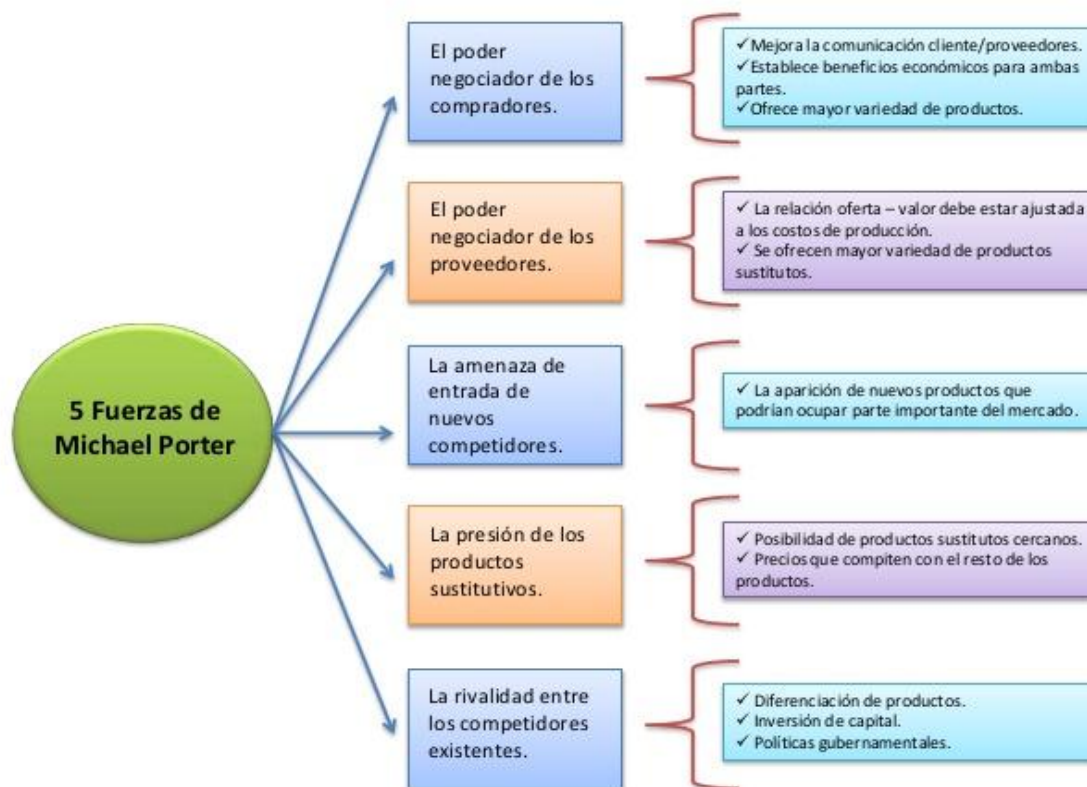 5 Fuerzas de
Michael Porter
El poder
negociador de los
compradores.
✓Mejora la comunicación cliente/proveedores.
✓Establece beneficios económicos para ambas
partes.
✓Ofrece mayor variedad de productos.
El poder
negociador de los
proveedores.
✓ La relación oferta – valor debe estar ajustada
a los costos de producción.
✓ Se ofrecen mayor variedad de productos
sustitutos.
La amenaza de
entrada de
nuevos
competidores.
✓ La aparición de nuevos productos que
podrían ocupar parte importante del mercado.
La presión de los
productos
sustitutivos.
✓ Posibilidad de productos sustitutos cercanos.
✓ Precios que compiten con el resto de los
productos.
La rivalidad entre
los competidores
existentes.
✓ Diferenciación de productos.
✓ Inversión de capital.
✓ Políticas gubernamentales.